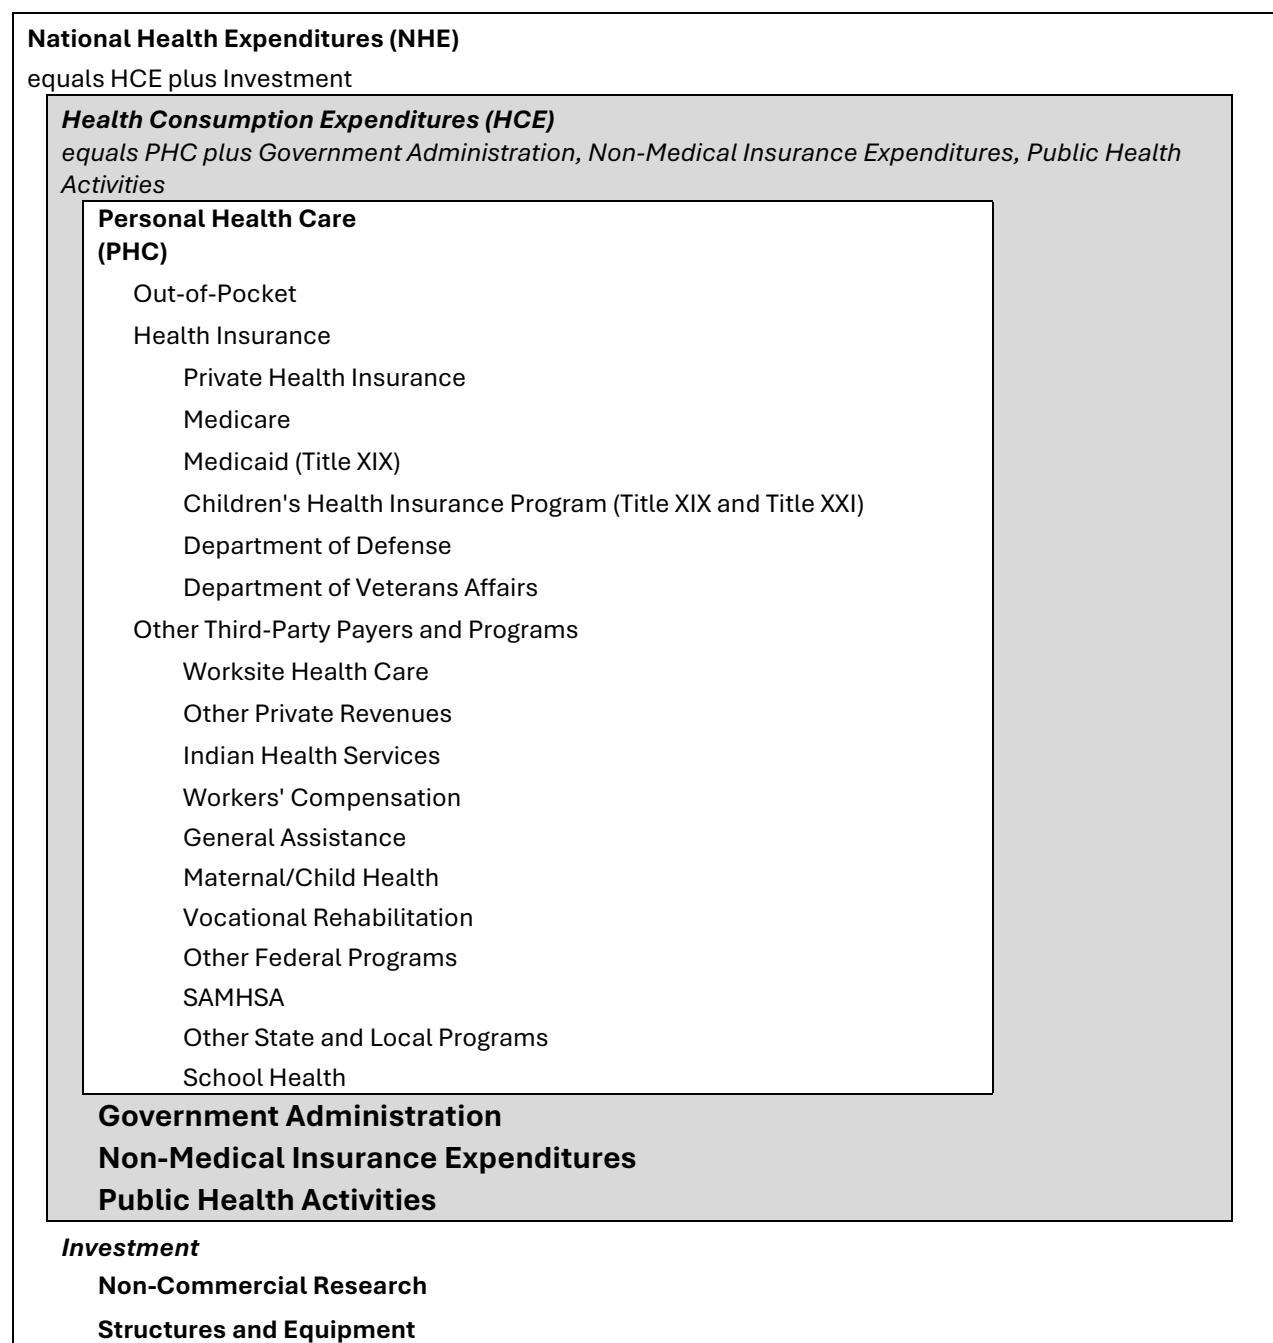 National Health Expenditures (NHE)
equals HCE plus Investment
Health Consumption Expenditures (HCE)
equals PHC plus Government Administration, Non-Medical Insurance Expenditures, Public Health
Activities
Personal Health Care
(PHC)
Out-of-Pocket
Health Insurance
Private Health Insurance
Medicare
Medicaid (Title XIX)
Children's Health Insurance Program (Title XIX and Title XXI)
Department of Defense
Department of Veterans Affairs
Other Third-Party Payers and Programs
Worksite Health Care
Other Private Revenues
Indian Health Services
Workers' Compensation
General Assistance
Maternal/Child Health
Vocational Rehabilitation
Other Federal Programs
SAMHSA
Other State and Local Programs
School Health
Government Administration
Non-Medical Insurance Expenditures
Public Health Activities
Investment
Non-Commercial Research
Structures and Equipment